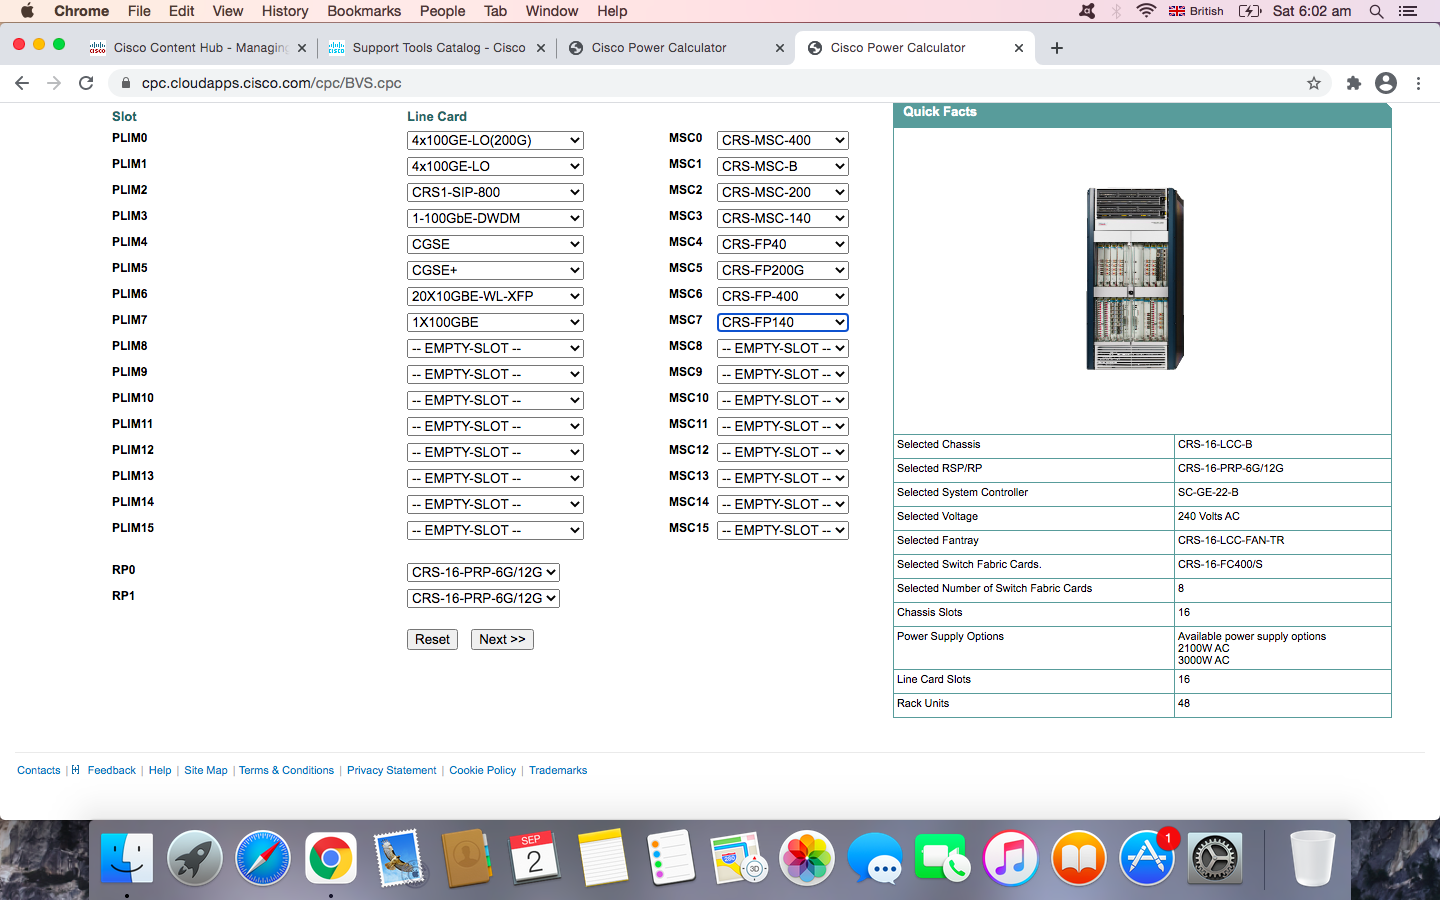 Chrome File Edit View History Bookmarks People Tab Window Help British Sat 6:02 am
Cisco Content Hub - Managing Support Tools Catalog - Cisco Cisco Power Calculator Cisco Power Calculator
cpc.cloudapps.cisco.com/cpc/BVS.cpc
Slot Line Card Quick Facts
PLIM0 4x100GE-LO(200G) MSC0 CRS-MSC-400
PLIM1 4x100GE-LO MSC1 CRS-MSC-B
PLIM2 CRS1-SIP-800 MSC2 CRS-MSC-200
PLIM3 1-100GbE-DWDM MSC3 CRS-MSC-140
PLIM4 CGSE MSC4 CRS-FP40
PLIM5 CGSE+ MSC5 CRS-FP200G
PLIM6 20X10GBE-WL-XFP MSC6 CRS-FP-400
PLIM7 1X100GBE MSC7 CRS-FP140
PLIM8 -- EMPTY-SLOT -- MSC8 -- EMPTY-SLOT --
PLIM9 -- EMPTY-SLOT -- MSC9 -- EMPTY-SLOT --
PLIM10 -- EMPTY-SLOT -- MSC10 -- EMPTY-SLOT --
PLIM11 -- EMPTY-SLOT -- MSC11 -- EMPTY-SLOT --
PLIM12 -- EMPTY-SLOT -- MSC12 -- EMPTY-SLOT --
PLIM13 -- EMPTY-SLOT -- MSC13 -- EMPTY-SLOT --
PLIM14 -- EMPTY-SLOT -- MSC14 -- EMPTY-SLOT --
PLIM15 -- EMPTY-SLOT -- MSC15 -- EMPTY-SLOT --
RP0 CRS-16-PRP-6G/12G
RP1 CRS-16-PRP-6G/12G
Reset Next >>
Selected Chassis CRS-16-LCC-B
Selected RSP/RP CRS-16-PRP-6G/12G
Selected System Controller SC-GE-22-B
Selected Voltage 240 Volts AC
Selected Fantray CRS-16-LCC-FAN-TR
Selected Switch Fabric Cards. CRS-16-FC400/S
Selected Number of Switch Fabric Cards 8
Chassis Slots 16
Power Supply Options Available power supply options
2100W AC
3000W AC
Line Card Slots 16
Rack Units 48
Contacts | [+] Feedback | Help | Site Map | Terms & Conditions | Privacy Statement | Cookie Policy | Trademarks
SEP
2
280
3D
1